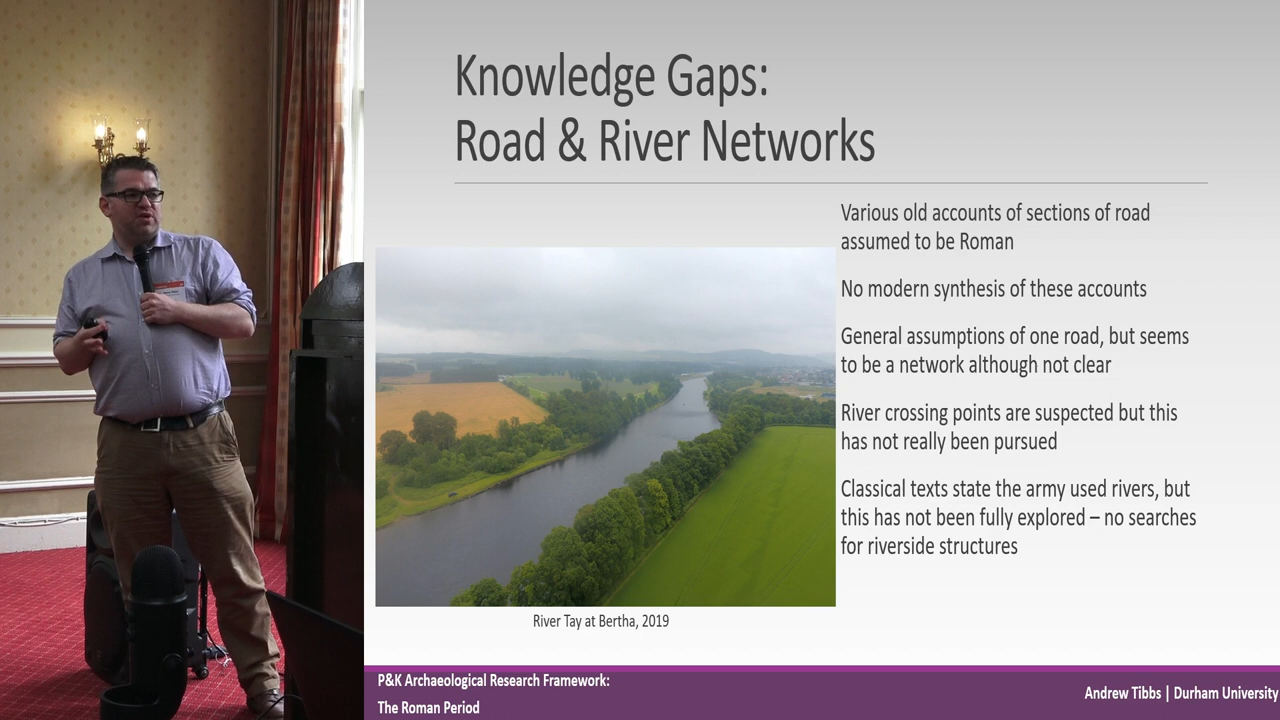 Knowledge Gaps:
Road & River Networks
Various old accounts of sections of road
assumed to be Roman
No modern synthesis of these accounts
General assumptions of one road, but seems
to be a network although not clear
River crossing points are suspected but this
has not really been pursued
Classical texts state the army used rivers, but
this has not been fully explored – no searches
for riverside structures
River Tay at Bertha, 2019
P&K Archaeological Research Framework:
The Roman Period
Andrew Tibbs | Durham University